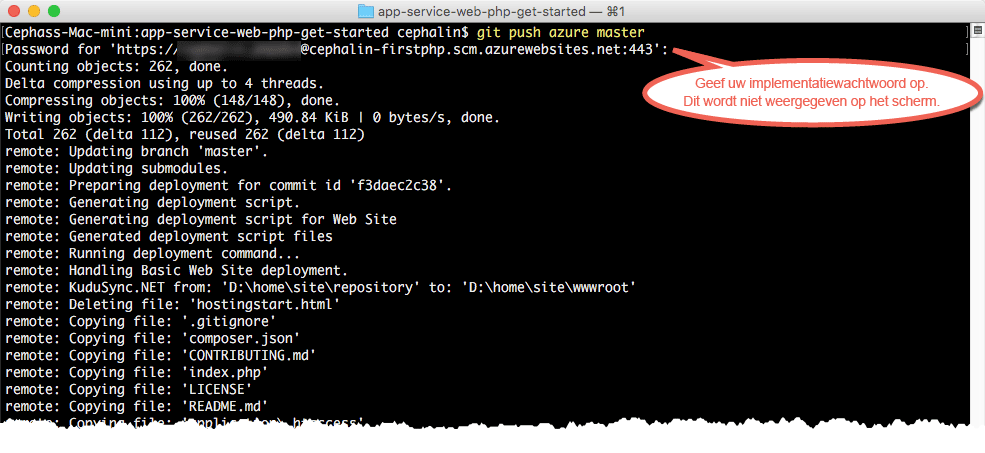 app-service-web-php-get-started — ⌘1
[Cephass-Mac-mini:app-service-web-php-get-started cephalin$ git push azure master ]
[Password for 'https://@cephalin-firstphp.scm.azurewebsites.net:443': ]
Geef uw implementatiewachtwoord op.
Dit wordt niet weergegeven op het scherm.
Counting objects: 262, done.
Delta compression using up to 4 threads.
Compressing objects: 100% (148/148), done.
Writing objects: 100% (262/262), 490.84 KiB | 0 bytes/s, done.
Total 262 (delta 112), reused 262 (delta 112)
remote: Updating branch 'master'.
remote: Updating submodules.
remote: Preparing deployment for commit id 'f3daec2c38'.
remote: Generating deployment script.
remote: Generating deployment script for Web Site
remote: Generated deployment script files
remote: Running deployment command...
remote: Handling Basic Web Site deployment.
remote: KuduSync.NET from: 'D:\home\site\repository' to: 'D:\home\site\wwwroot'
remote: Deleting file: 'hostingstart.html'
remote: Copying file: '.gitignore'
remote: Copying file: 'composer.json'
remote: Copying file: 'CONTRIBUTING.md'
remote: Copying file: 'index.php'
remote: Copying file: 'LICENSE'
remote: Copying file: 'README.md'
remote: Copying file: